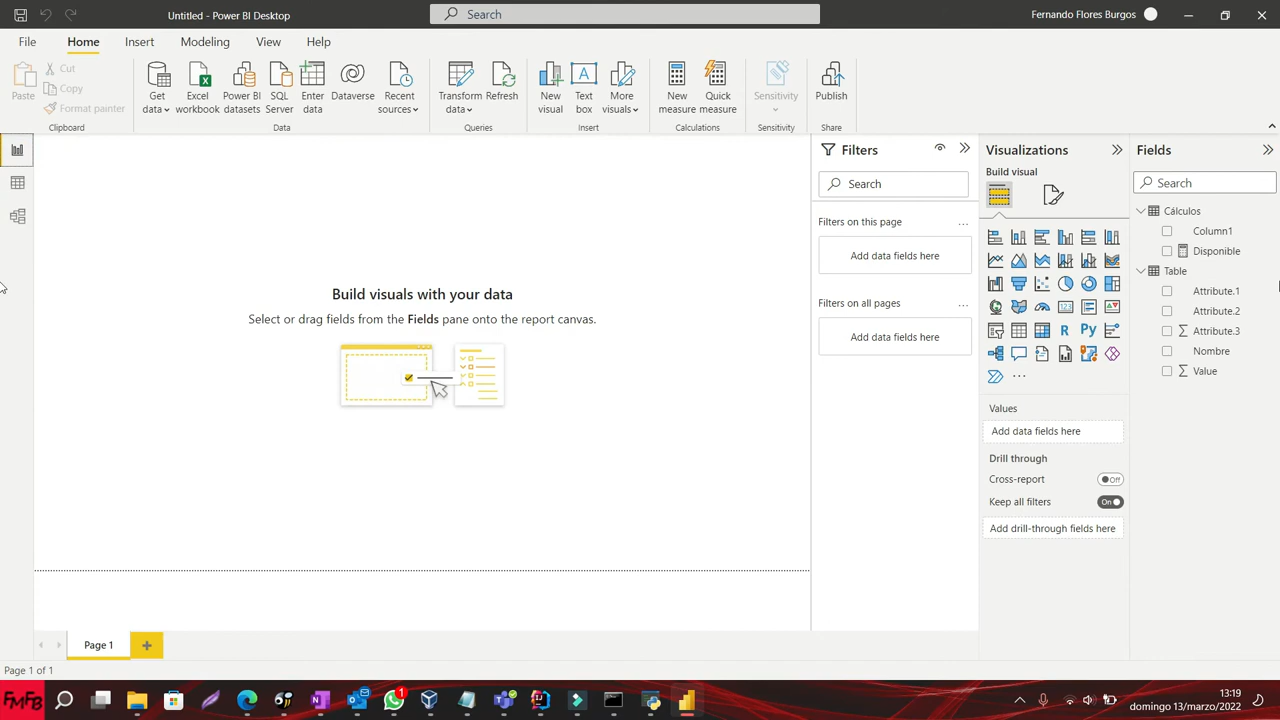 Untitled - Power BI Desktop
Search
Fernando Flores Burgos
File
Home
Insert
Modeling
View
Help
Paste
Cut
Copy
Format painter
Clipboard
Get data
Excel workbook
Power BI datasets
SQL Server
Enter data
Dataverse
Recent sources
Data
Transform data
Refresh
Queries
New visual
Text box
A
More visuals
Insert
New measure
Quick measure
Calculations
Sensitivity
Sensitivity
Publish
Share
Build visuals with your data
Select or drag fields from the Fields pane onto the report canvas.
Filters
Search
Filters on this page
...
Add data fields here
Filters on all pages
...
Add data fields here
Visualizations
Build visual
123
R
Py
...
Values
Add data fields here
Drill through
Cross-report
Off
Keep all filters
On
Add drill-through fields here
Fields
Search
Cálculos
Column1
Disponible
Table
Attribute.1
Attribute.2
Σ Attribute.3
Nombre
Σ Value
Page 1
Page 1 of 1
FMFB
1
13:19
domingo 13/marzo/2022